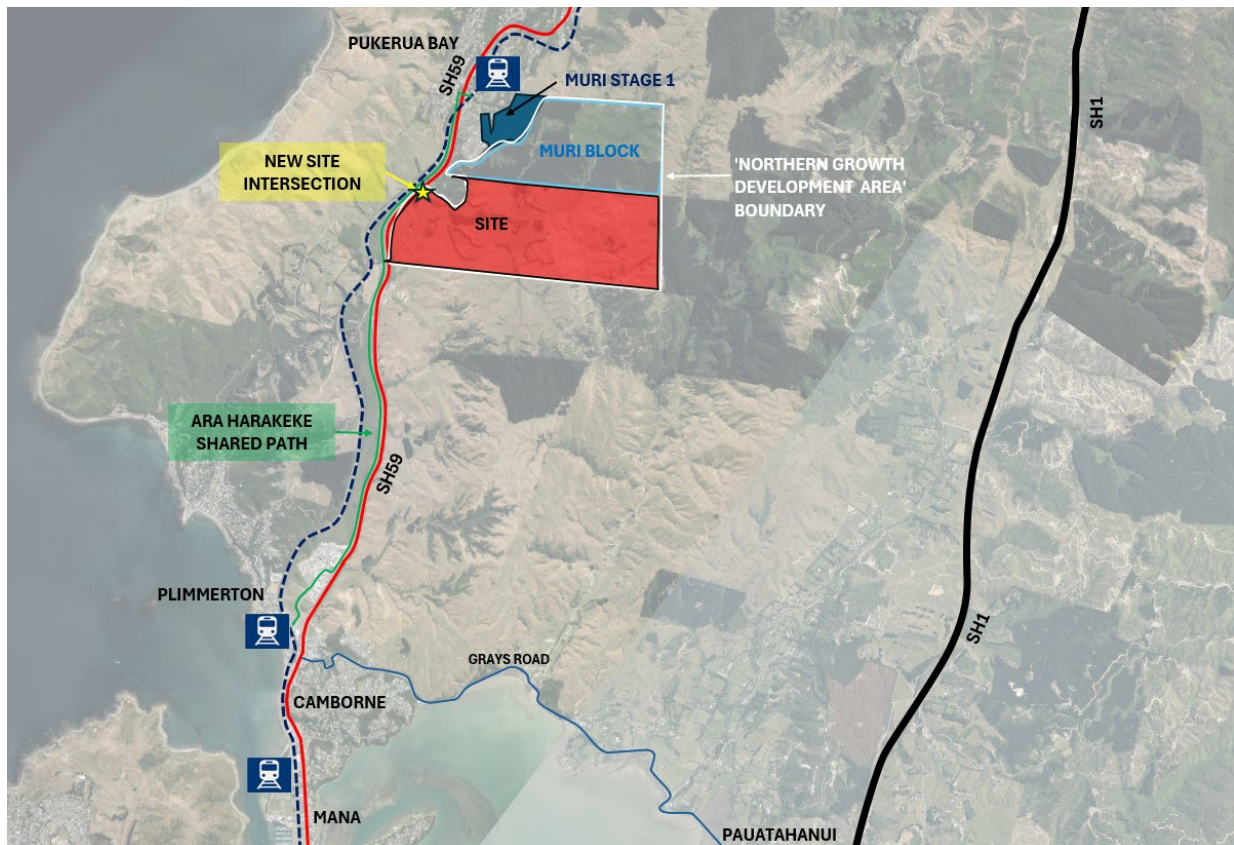 PUKERUA BAY
SH59
MURI STAGE 1
SH1
NEW SITE
INTERSECTION
MURI BLOCK
'NORTHERN GROWTH
DEVELOPMENT AREA'
BOUNDARY
SITE
ARA HARAKEKE
SHARED PATH
SH59
PLIMMERTON
SH1
GRAYS ROAD
CAMBORNE
MANA
PAUATAHANUI